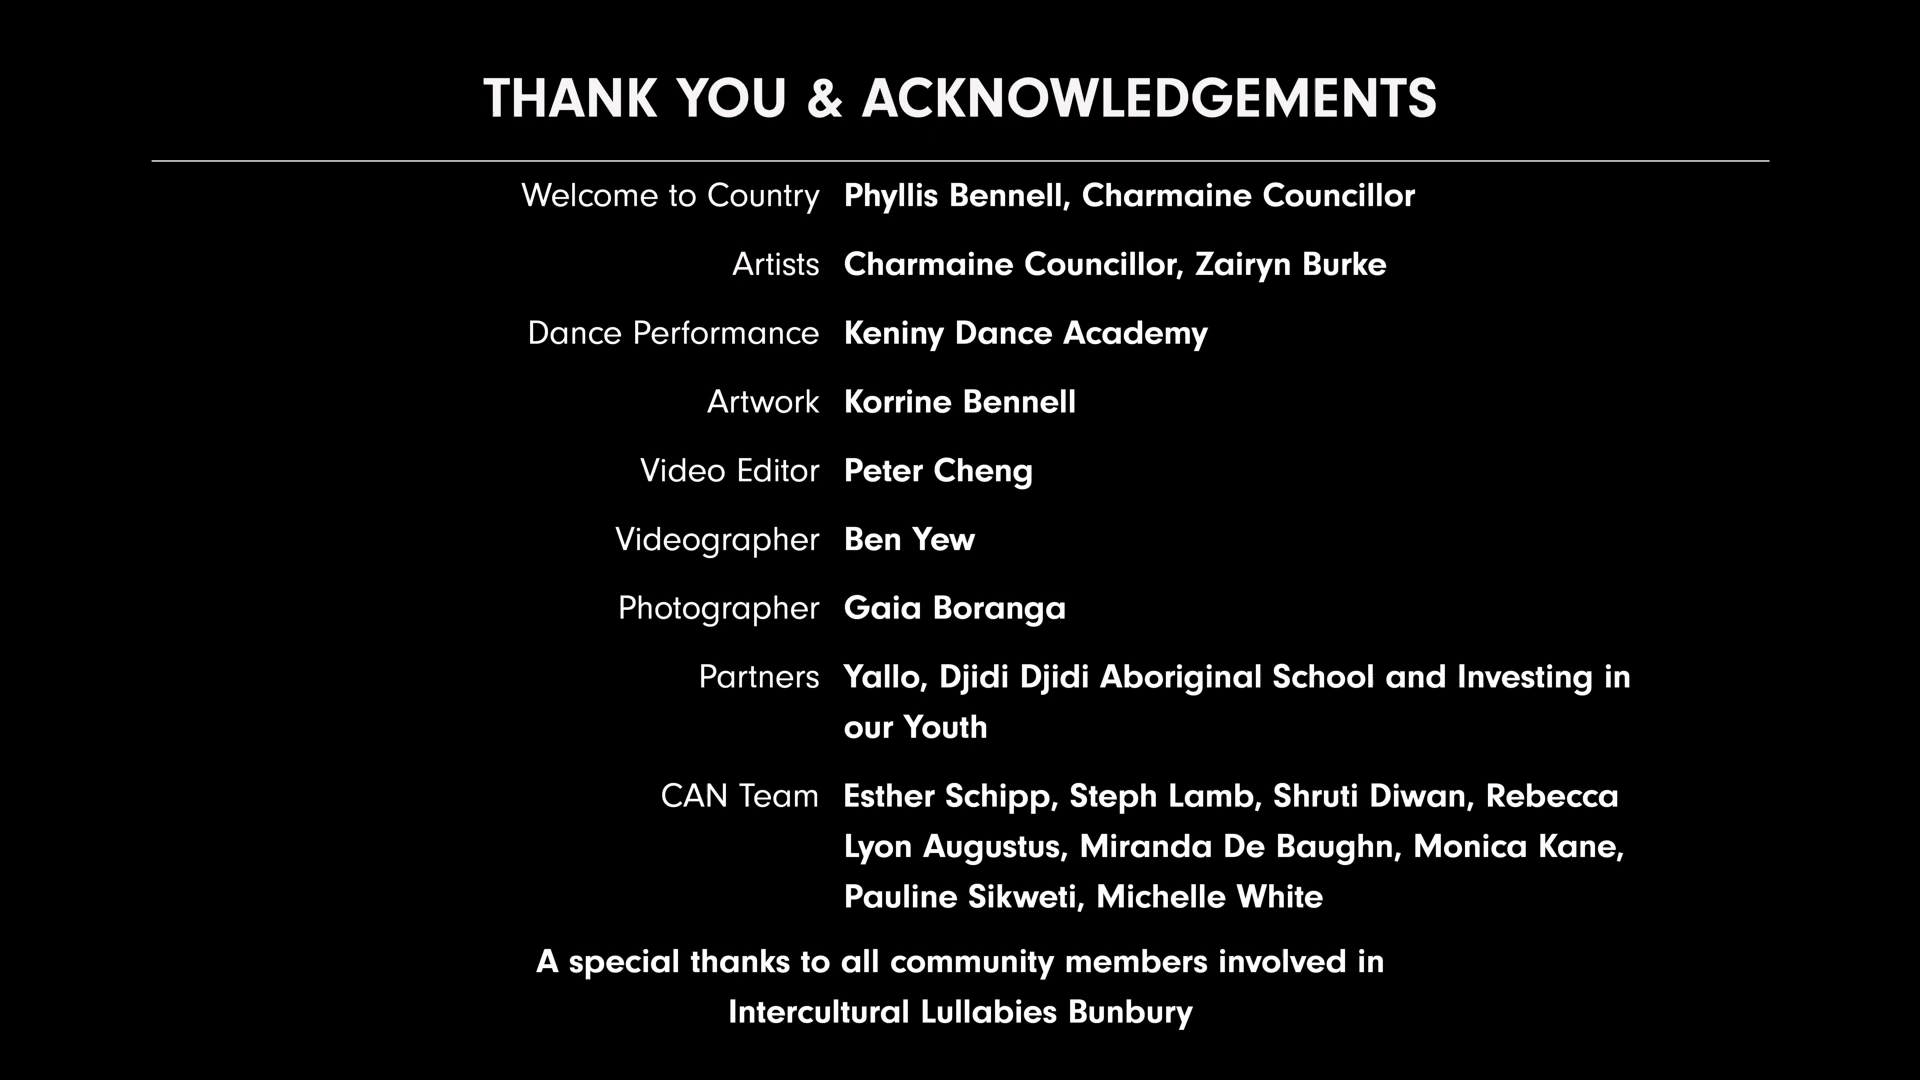 THANK YOU & ACKNOWLEDGEMENTS
Welcome to Country Phyllis Bennell, Charmaine Councillor
Artists Charmaine Councillor, Zairyn Burke
Dance Performance Keniny Dance Academy
Artwork Korrine Bennell
Video Editor Peter Cheng
Videographer Ben Yew
Photographer Gaia Boranga
Partners Yallo, Djidi Djidi Aboriginal School and Investing in
our Youth
CAN Team Esther Schipp, Steph Lamb, Shruti Diwan, Rebecca
Lyon Augustus, Miranda De Baughn, Monica Kane,
Pauline Sikweti, Michelle White
A special thanks to all community members involved in
Intercultural Lullabies Bunbury